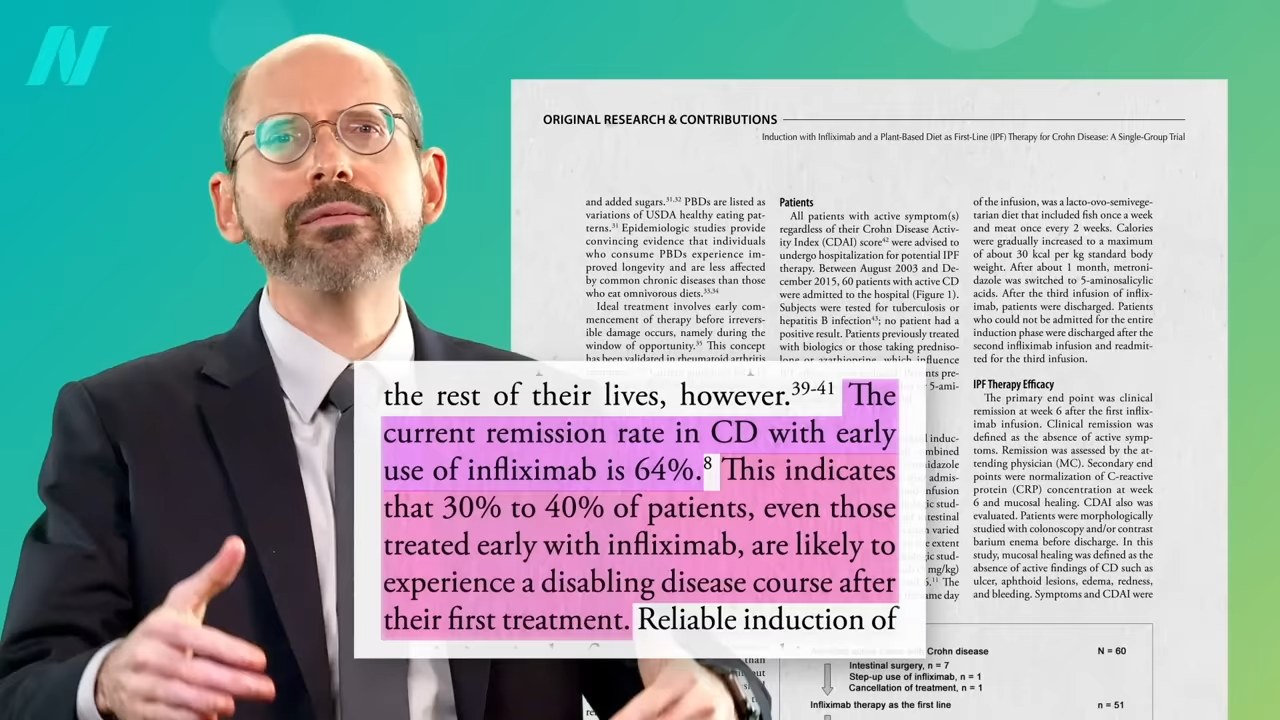 N
ORIGINAL RESEARCH & CONTRIBUTIONS
Induction with Infliximab and a Plant-Based Diet as First-Line (IPF) Therapy for Crohn Disease: A Single-Group Trial
and added sugars.31,32 PBDs are listed as
variations of USDA healthy eating pat-
terns.31 Epidemiologic studies provide
convincing evidence that individuals
who consume PBDs experience im-
proved longevity and are less affected
by common chronic diseases than those
who eat omnivorous diets.33,34
Ideal treatment involves early com-
mencement of therapy before irrevers-
ible damage occurs, namely during the
window of opportunity.35 This concept
has been validated in rheumatoid arthritis
Patients
All patients with active symptom(s)
regardless of their Crohn Disease Activ-
ity Index (CDAI) score42 were advised to
undergo hospitalization for potential IPF
therapy. Between August 2003 and De-
cember 2015, 60 patients with active CD
were admitted to the hospital (Figure 1).
Subjects were tested for tuberculosis or
hepatitis B infection43; no patient had a
positive result. Patients previously treated
with biologics or those taking predniso-
lone or azathioprine, which influence
of the infusion, was a lacto-ovo-semivege-
tarian diet that included fish once a week
and meat once every 2 weeks. Calories
were gradually increased to a maximum
of about 30 kcal per kg standard body
weight. After about 1 month, metroni-
dazole was switched to 5-aminosalicylic
acids. After the third infusion of inflix-
imab, patients were discharged. Patients
who could not be admitted for the entire
induction phase were discharged after the
second infliximab infusion and readmit-
ted for the third infusion.
IPF Therapy Efficacy
The primary end point was clinical
remission at week 6 after the first inflix-
imab infusion. Clinical remission was
defined as the absence of active symp-
toms. Remission was assessed by the at-
tending physician (MC). Secondary end
points were normalization of C-reactive
protein (CRP) concentration at week
6 and mucosal healing. CDAI also was
evaluated. Patients were morphologically
studied with colonoscopy and/or contrast
barium enema before discharge. In this
study, mucosal healing was defined as the
absence of active findings of CD such as
ulcer, aphthoid lesions, edema, redness,
and bleeding. Symptoms and CDAI were
the rest of their lives, however.39-41 The
current remission rate in CD with early
use of infliximab is 64%.8 This indicates
that 30% to 40% of patients, even those
treated early with infliximab, are likely to
experience a disabling disease course after
their first treatment. Reliable induction of
Crohn disease N = 60
Intestinal surgery, n = 7
Step-up use of infliximab, n = 1
Cancellation of treatment, n = 1
Infliximab therapy as the first line n = 51